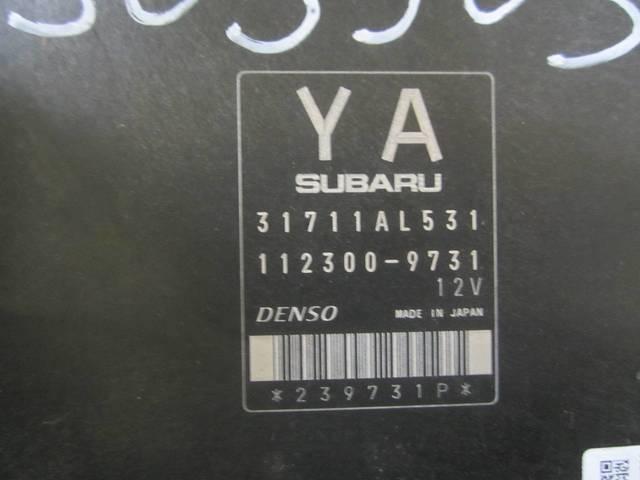 YA
SUBARU
31711AL531
112300-9731
12V
DENSO MADE IN JAPAN
*239731P*